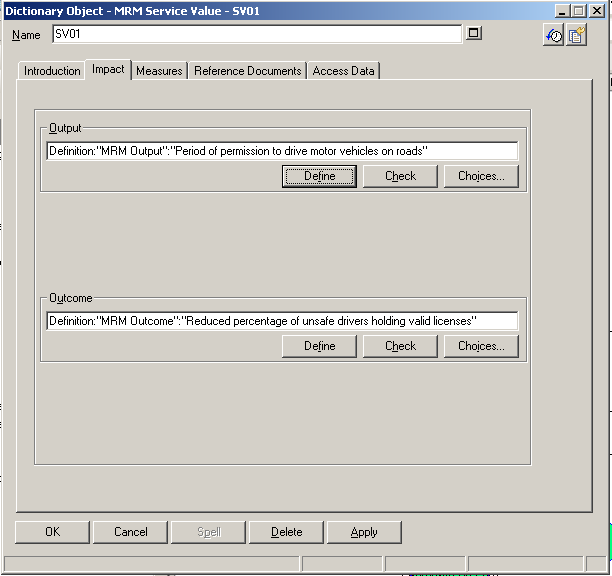 Dictionary Object - MRM Service Value - SV01
Name SV01
Introduction Impact Measures Reference Documents Access Data
Output
Definition:"MRM Output":"Period of permission to drive motor vehicles on roads"
Define Check Choices...
Outcome
Definition:"MRM Outcome":"Reduced percentage of unsafe drivers holding valid licenses"
Define Check Choices...
OK Cancel Spell Delete Apply